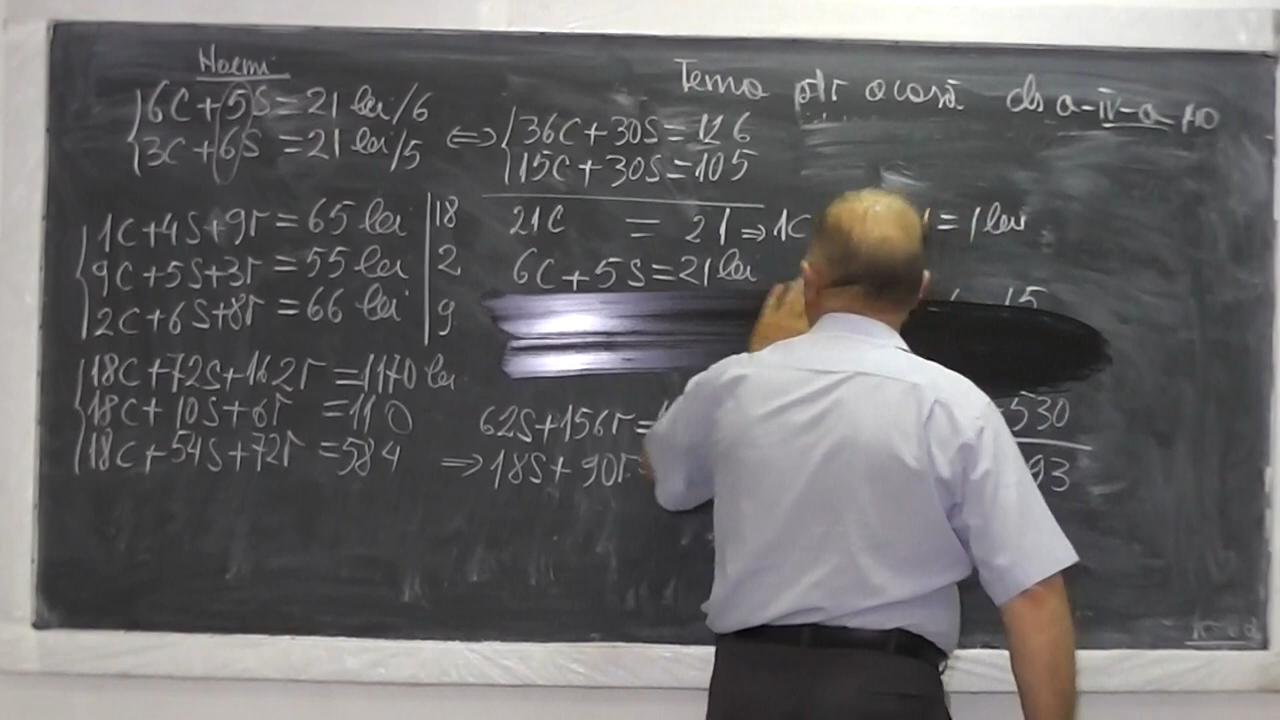 Noemi
Tema ptr acasă cls a-IV-a
6C+5S=21 lei/6
3C+6S=21 lei/5
⇔ 36C+30S=126
15C+30S=105
21C = 21 ⇒ 1C = 1 lei
6C+5S=21 lei
15
1C+4S+9r=65 lei 18
9C+5S+3r=55 lei 2
2C+6S+8r=66 lei 9
18C+72S+162r=1170 lei
18C+10S+6r =110
18C+54S+72r=584
62S+156r=
530
⇒ 18S+90r=
93